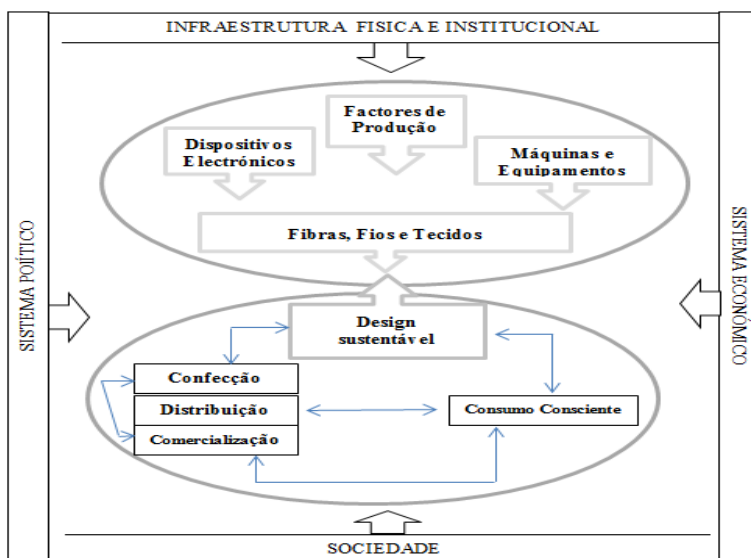 INFRAESTRUTURA FISICA E INSTITUCIONAL
Factores de
Produção
Dispositivos
Electrónicos
Máquinas e
Equipamentos
Fibras, Fios e Tecidos
SISTEMA POÍTICO
SISTEMA ECONÓMICO
Design
sustentável
Confecção
Distribuição
Comercialização
Consumo Consciente
SOCIEDADE